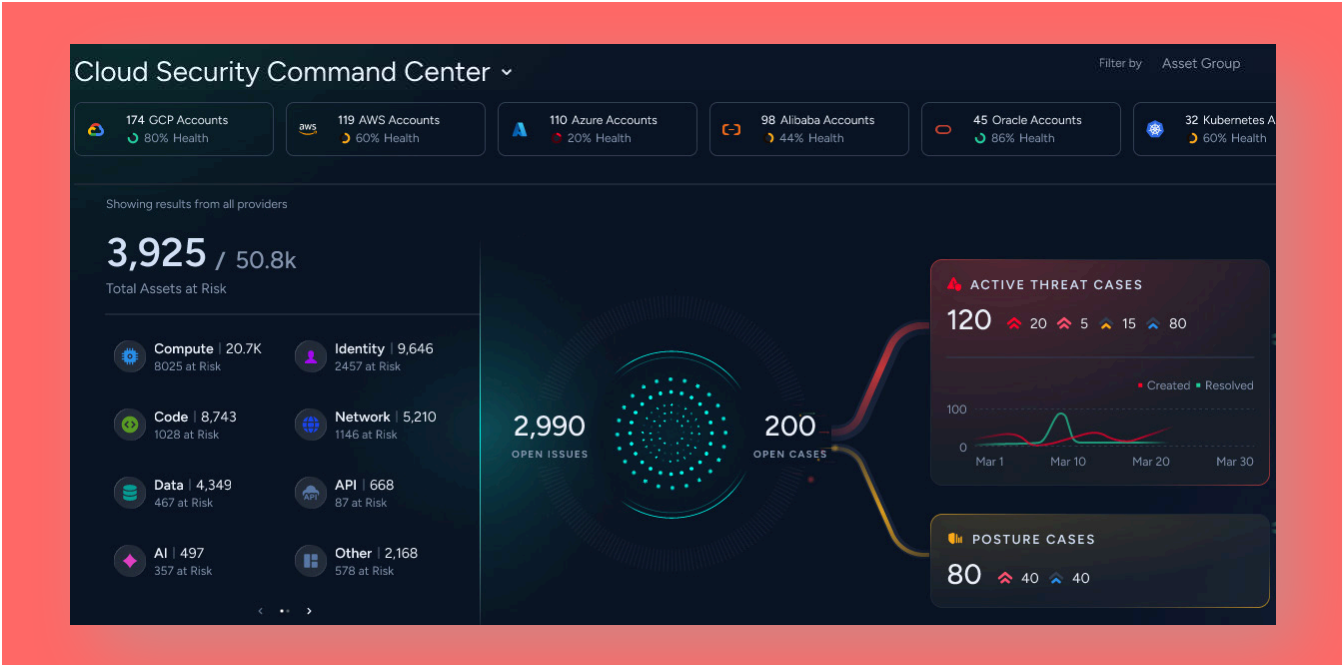 Cloud Security Command Center
Filter by Asset Group
174 GCP Accounts
80% Health
aws
119 AWS Accounts
60% Health
110 Azure Accounts
20% Health
98 Alibaba Accounts
44% Health
45 Oracle Accounts
86% Health
32 Kubernetes A
60% Health
Showing results from all providers
3,925 / 50.8k
Total Assets at Risk
Compute | 20.7K
8025 at Risk
Identity | 9,646
2457 at Risk
Code | 8,743
1028 at Risk
Network | 5,210
1146 at Risk
Data | 4,349
467 at Risk
API
API | 668
87 at Risk
AI | 497
357 at Risk
Other | 2,168
578 at Risk
2,990
OPEN ISSUES
200
OPEN CASES
ACTIVE THREAT CASES
120 20 5 15 80
Created Resolved
100
0
Mar 1 Mar 10 Mar 20 Mar 30
POSTURE CASES
80 40 40